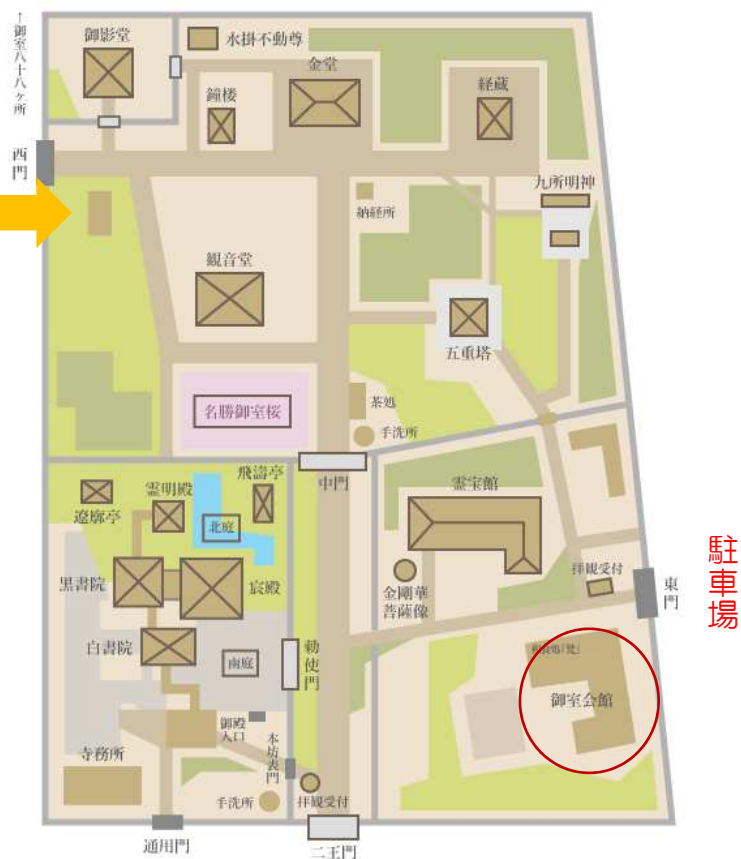 ↑御室八十八ヶ所
御影堂
水掛不動尊
金堂
鐘楼
経蔵
西門
九所明神
納経所
観音堂
五重塔
名勝御室桜
茶処
手洗所
中門
飛濤亭
霊明殿
遼廓亭
北庭
霊宝館
黒書院
宸殿
金剛華
菩薩像
拝観受付
東門
駐車場
白書院
南庭
勅使門
和食処「梵」
御室会館
御殿
入口
本坊表門
寺務所
手洗所
拝観受付
通用門
二王門